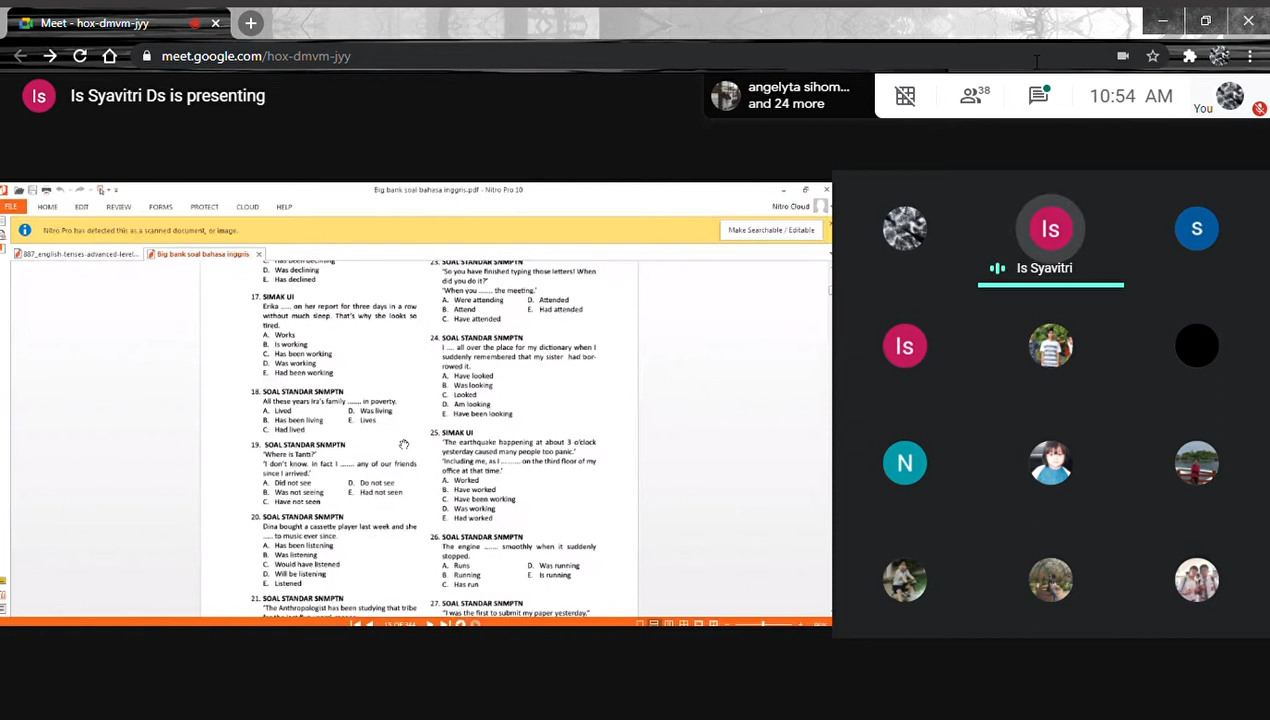 Meet - hox-dmvm-jyy
meet.google.com/hox-dmvm-jyy
Is
Is Syavitri Ds is presenting
angelyta sihom...
and 24 more
38
10:54 AM
You
Big bank soal bahasa inggris.pdf - Nitro Pro 10
FILE
HOME
EDIT
REVIEW
FORMS
PROTECT
CLOUD
HELP
Nitro Cloud
Nitro Pro has detected this as a scanned document, or image.
Make Searchable / Editable
887_english-tenses-advanced-level...
Big bank soal bahasa inggris
C. Has been declining
D. Was declining
E. Has declined
17. SIMAK UI
Erika ..... on her report for three days in a row
without much sleep. That's why she looks so
tired.
A. Works
B. Is working
C. Has been working
D. Was working
E. Had been working
18. SOAL STANDAR SNMPTN
All these years Ira's family ....... in poverty.
A. Lived D. Was living
B. Has been living E. Lives
C. Had lived
19. SOAL STANDAR SNMPTN
'Where is Tanti?'
'I don't know. In fact I ....... any of our friends
since I arrived.'
A. Did not see D. Do not see
B. Was not seeing E. Had not seen
C. Have not seen
20. SOAL STANDAR SNMPTN
Dina bought a cassette player last week and she
..... to music ever since.
A. Has been listening
B. Was listening
C. Would have listened
D. Will be listening
E. Listened
21. SOAL STANDAR SNMPTN
'The Anthropologist has been studying that tribe
23. SOAL STANDAR SNMPTN
'So you have finished typing those letters! When
did you do it?'
'When you ....... the meeting.'
A. Were attending D. Attended
B. Attend E. Had attended
C. Have attended
24. SOAL STANDAR SNMPTN
I .... all over the place for my dictionary when I
suddenly remembered that my sister had bor-
rowed it.
A. Have looked
B. Was looking
C. Looked
D. Am looking
E. Have been looking
25. SIMAK UI
'The earthquake happening at about 3 o'clock
yesterday caused many people too panic.'
'Including me, as I .......... on the third floor of my
office at that time.'
A. Worked
B. Have worked
C. Have been working
D. Was working
E. Had worked
26. SOAL STANDAR SNMPTN
The engine ....... smoothly when it suddenly
stopped.
A. Runs D. Was running
B. Running E. Is running
C. Has run
27. SOAL STANDAR SNMPTN
'I was the first to submit my paper yesterday.'
15 OF 344
Is
Is Syavitri
S
Is
N